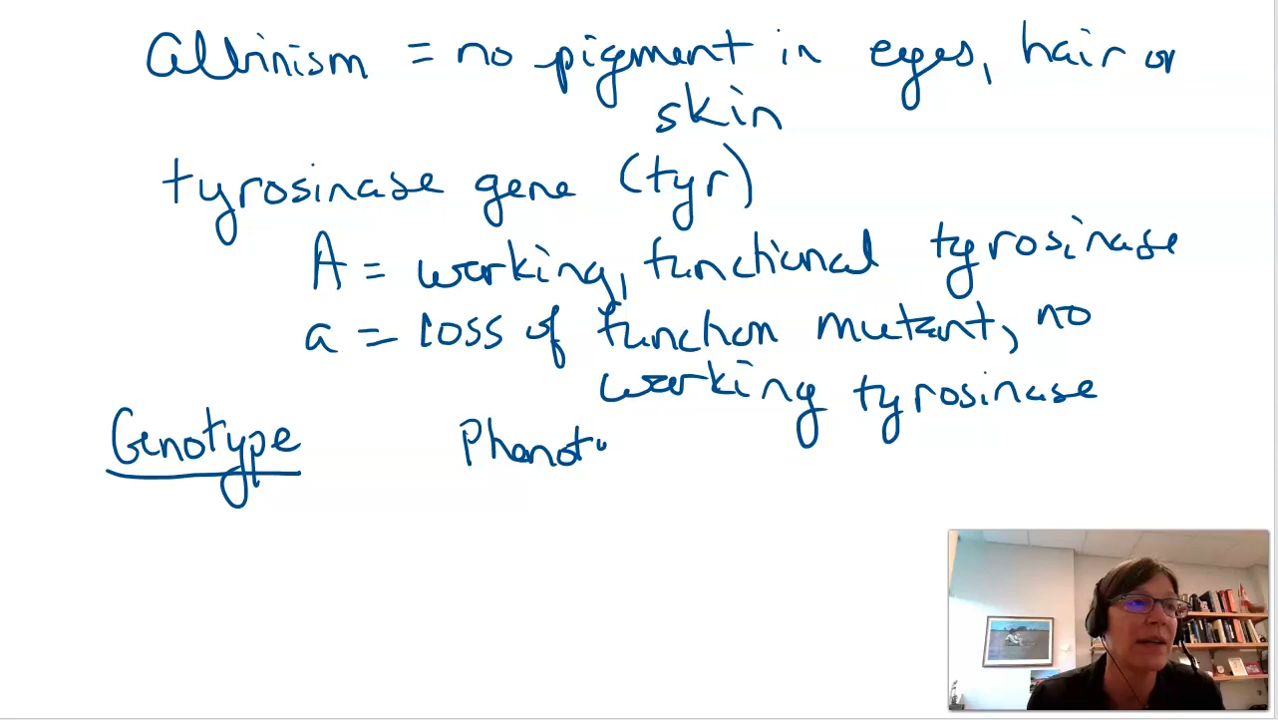 Albinism = no pigment in eyes, hair or
skin
tyrosinase gene (tyr)
A = working, functional tyrosinase
a = loss of function mutant, no
working tyrosinase
Genotype Phenoty